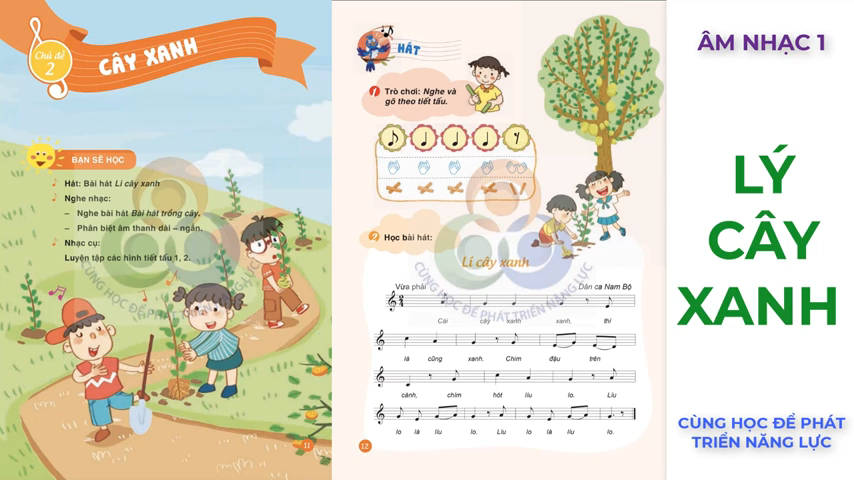 Chủ đề
2
CÂY XANH
BẠN SẼ HỌC
Hát: Bài hát Lí cây xanh
Nghe nhạc:
– Nghe bài hát Bài hát trồng cây.
– Phân biệt âm thanh dài – ngắn.
Nhạc cụ:
Luyện tập các hình tiết tấu 1, 2.
11
HÁT
1 Trò chơi: Nghe và
gõ theo tiết tấu.
2 Học bài hát:
Lí cây xanh
Vừa phải
Dân ca Nam Bộ
Cái cây xanh xanh, thì
lá cũng xanh. Chim đậu trên
cành, chim hót líu lo. Líu
lo là líu lo. Líu lo là líu lo.
12
CÙNG HỌC ĐỂ PHÁT TRIỂN NĂNG LỰC
ÂM NHẠC 1
LÝ
CÂY
XANH
CÙNG HỌC ĐỂ PHÁT
TRIỂN NĂNG LỰC